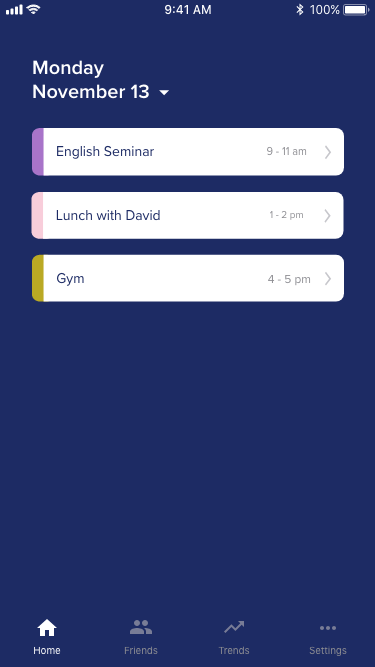 9:41 AM
100%
Monday
November 13
English Seminar
9 - 11 am
Lunch with David
1 - 2 pm
Gym
4 - 5 pm
Home
Friends
Trends
Settings